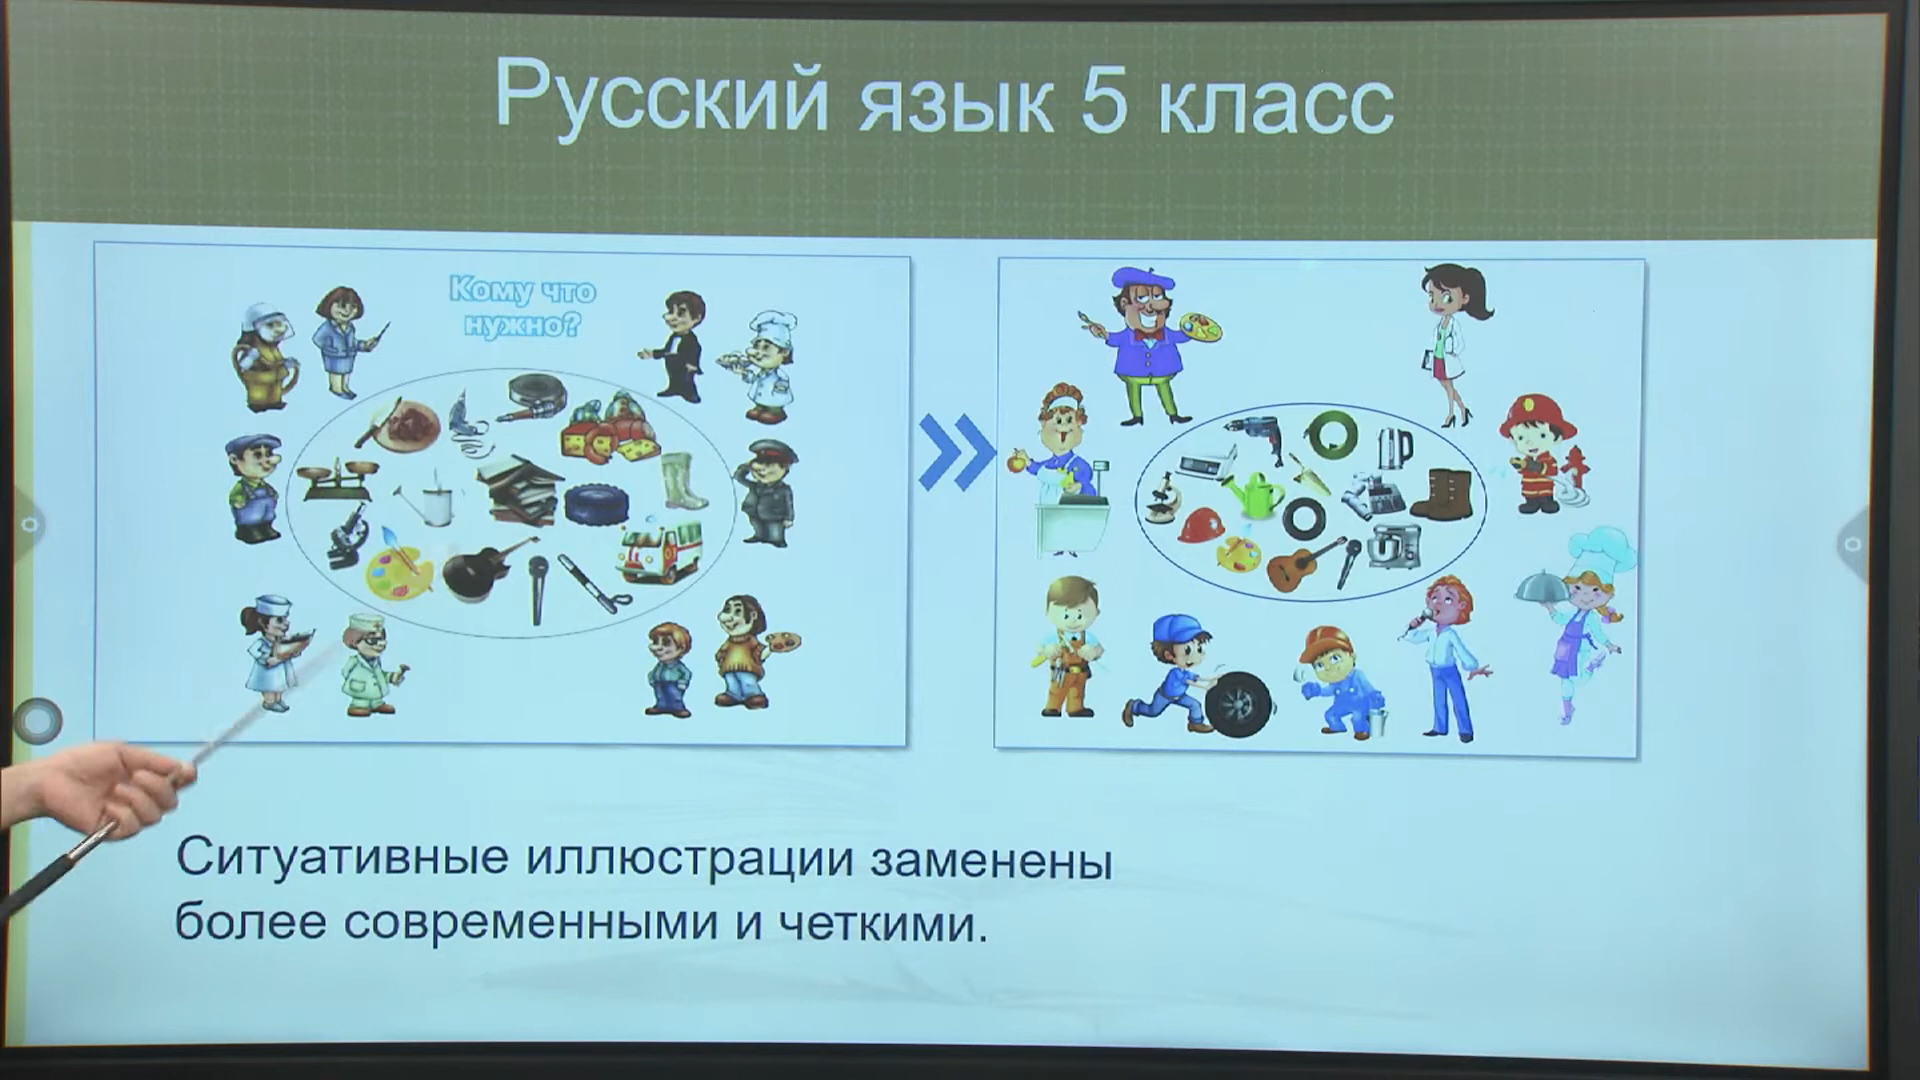 Русский язык 5 класс
Кому что
нужно?
Ситуативные иллюстрации заменены
более современными и четкими.